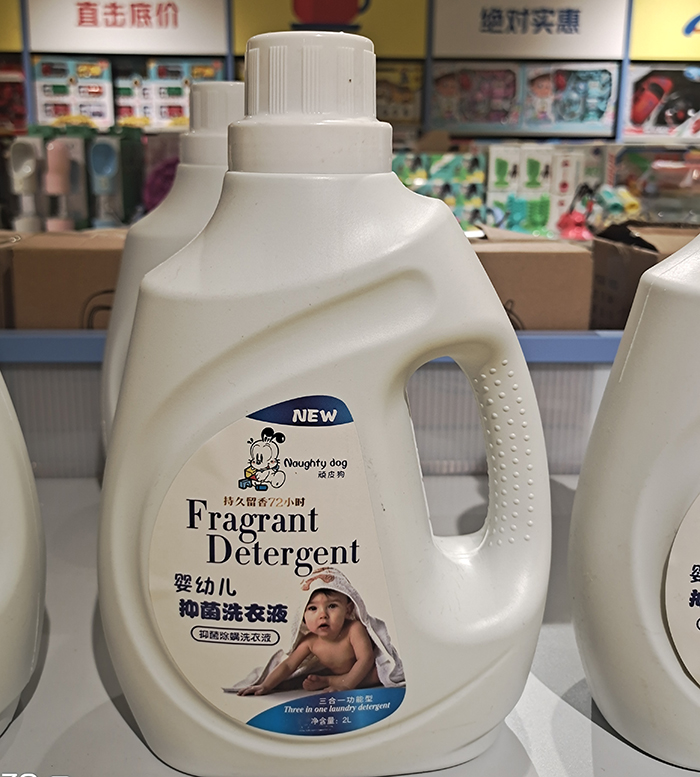 直击底价
绝对实惠
NEW
Naughty dog
顽皮狗
持久留香72小时
Fragrant
Detergent
婴幼儿
抑菌洗衣液
抑菌除螨洗衣液
三合一功能型
Three in one laundry detergent
净含量：2L